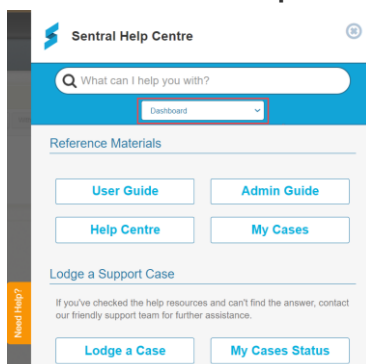 Sentral Help Centre
What can I help you with?
Dashboard
Reference Materials
User Guide
Admin Guide
Help Centre
My Cases
Lodge a Support Case
If you've checked the help resources and can't find the answer, contact
our friendly support team for further assistance.
Lodge a Case
My Cases Status
Need Help?